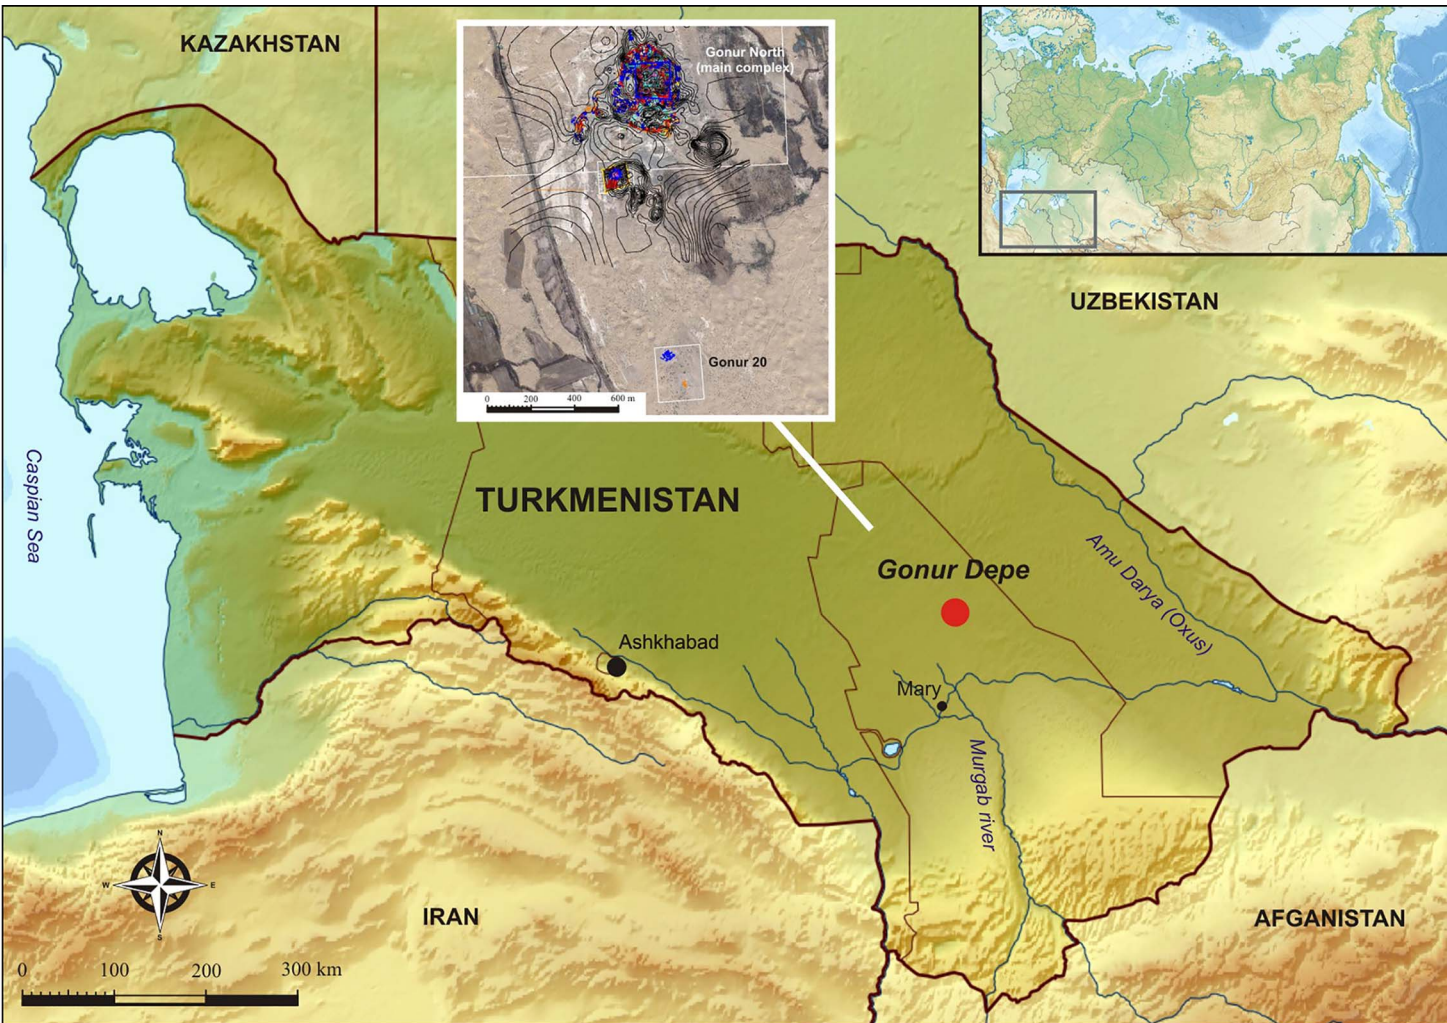 KAZAKHSTAN
Gonur North
(main complex)
Gonur 20
0 200 400 600 m
UZBEKISTAN
Caspian Sea
TURKMENISTAN
Gonur Depe
Amu Darya (Oxus)
Ashkhabad
Mary
Murgab river
N
W E
S
IRAN
AFGANISTAN
0 100 200 300 km